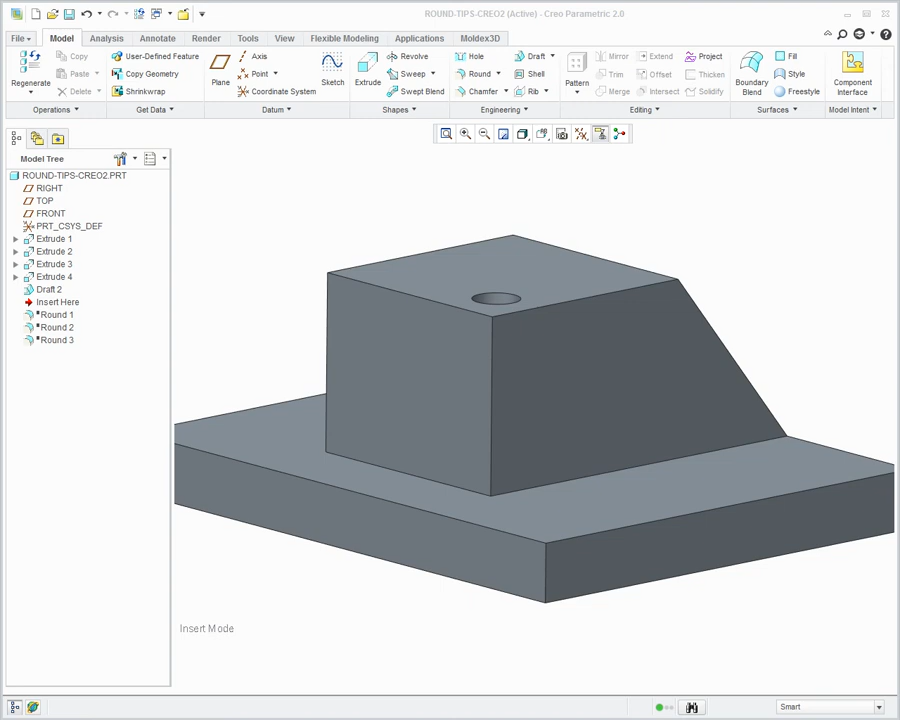 ROUND-TIPS-CREO2 (Active) - Creo Parametric 2.0
File Model Analysis Annotate Render Tools View Flexible Modeling Applications Moldex3D
Regenerate
Copy
Paste
Delete
Operations
User-Defined Feature
Copy Geometry
Shrinkwrap
Get Data
Plane
Axis
Point
Coordinate System
Datum
Sketch
Extrude
Revolve
Sweep
Swept Blend
Shapes
Hole
Round
Chamfer
Draft
Shell
Rib
Engineering
Pattern
Mirror
Trim
Merge
Extend
Offset
Intersect
Project
Thicken
Solidify
Editing
Boundary
Blend
Fill
Style
Freestyle
Surfaces
Component
Interface
Model Intent
Model Tree
ROUND-TIPS-CREO2.PRT
RIGHT
TOP
FRONT
PRT_CSYS_DEF
Extrude 1
Extrude 2
Extrude 3
Extrude 4
Draft 2
Insert Here
Round 1
Round 2
Round 3
Insert Mode
Smart